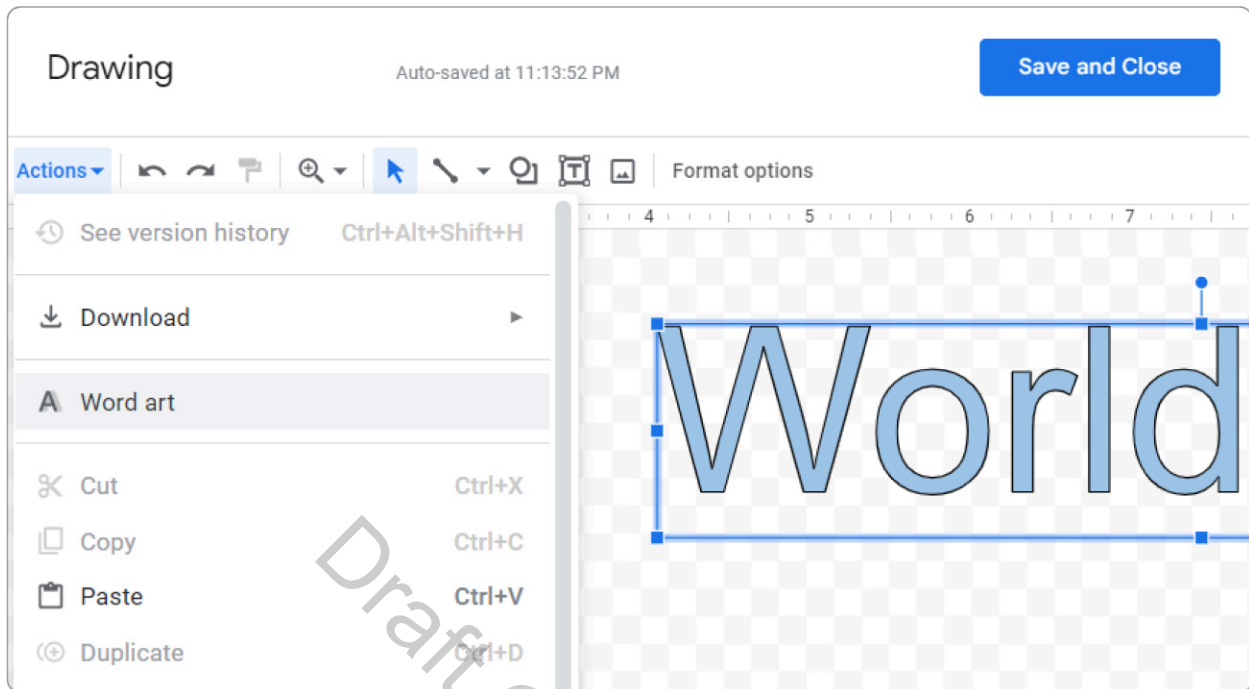 Drawing
Auto-saved at 11:13:52 PM
Save and Close
Actions
Format options
4 5 6 7
See version history Ctrl+Alt+Shift+H
Download
Word art
Cut Ctrl+X
Copy Ctrl+C
Paste Ctrl+V
Duplicate Ctrl+D
World
Draft